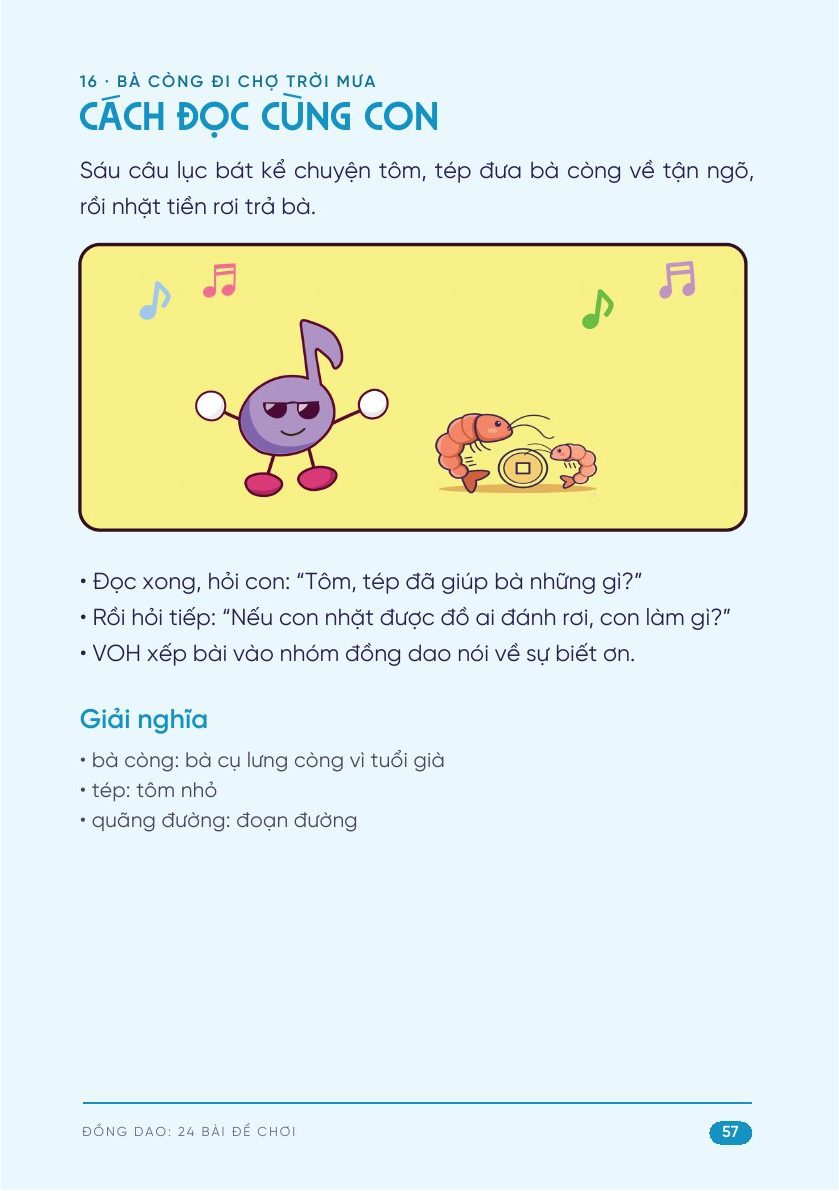 16 · BÀ CÒNG ĐI CHỢ TRỜI MƯA
CÁCH ĐỌC CÙNG CON
Sáu câu lục bát kể chuyện tôm, tép đưa bà còng về tận ngõ,
rồi nhặt tiền rơi trả bà.
• Đọc xong, hỏi con: “Tôm, tép đã giúp bà những gì?”
• Rồi hỏi tiếp: “Nếu con nhặt được đồ ai đánh rơi, con làm gì?”
• VOH xếp bài vào nhóm đồng dao nói về sự biết ơn.
Giải nghĩa
• bà còng: bà cụ lưng còng vì tuổi già
• tép: tôm nhỏ
• quãng đường: đoạn đường
ĐỒNG DAO: 24 BÀI ĐỂ CHƠI
57